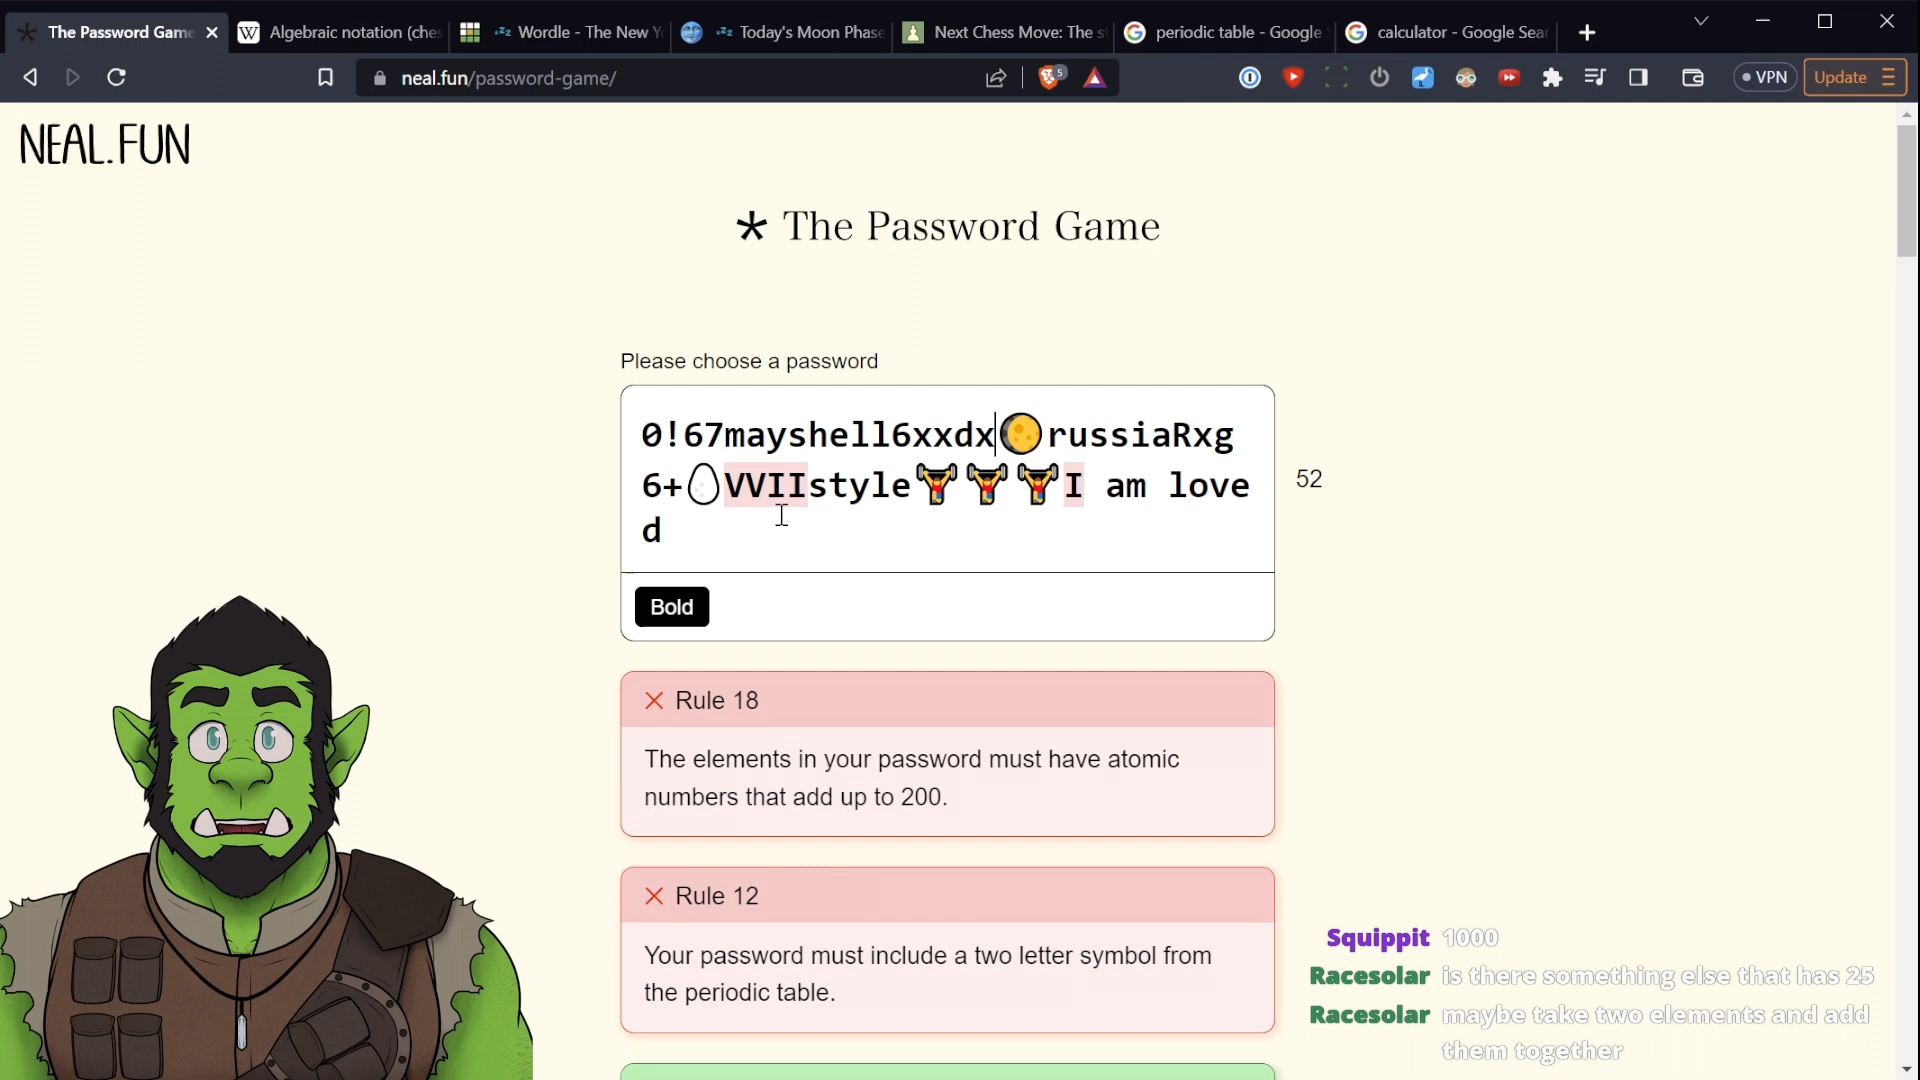 The Password Game
Algebraic notation (ches
Wordle - The New Y
Today's Moon Phase
Next Chess Move: The s
periodic table - Google S
calculator - Google Sear
neal.fun/password-game/
5
VPN
Update
NEAL.FUN
* The Password Game
Please choose a password
0!67mayshell6xxdx🌖russiaRxg
6+🥚VVIIstyle🏋️🏋️🏋️I am love
d
52
Bold
Rule 18
The elements in your password must have atomic
numbers that add up to 200.
Rule 12
Your password must include a two letter symbol from
the periodic table.
Squippit 1000
Racesolar is there something else that has 25
Racesolar maybe take two elements and add
them together